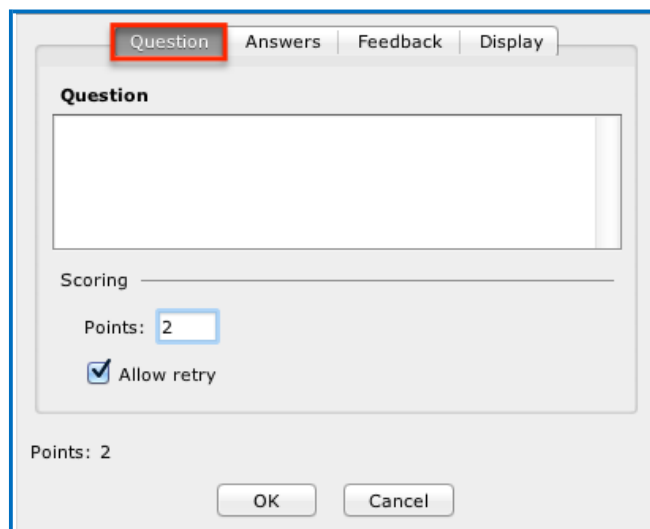 Question Answers Feedback Display
Question
Scoring
Points: 2
Allow retry
Points: 2
OK Cancel